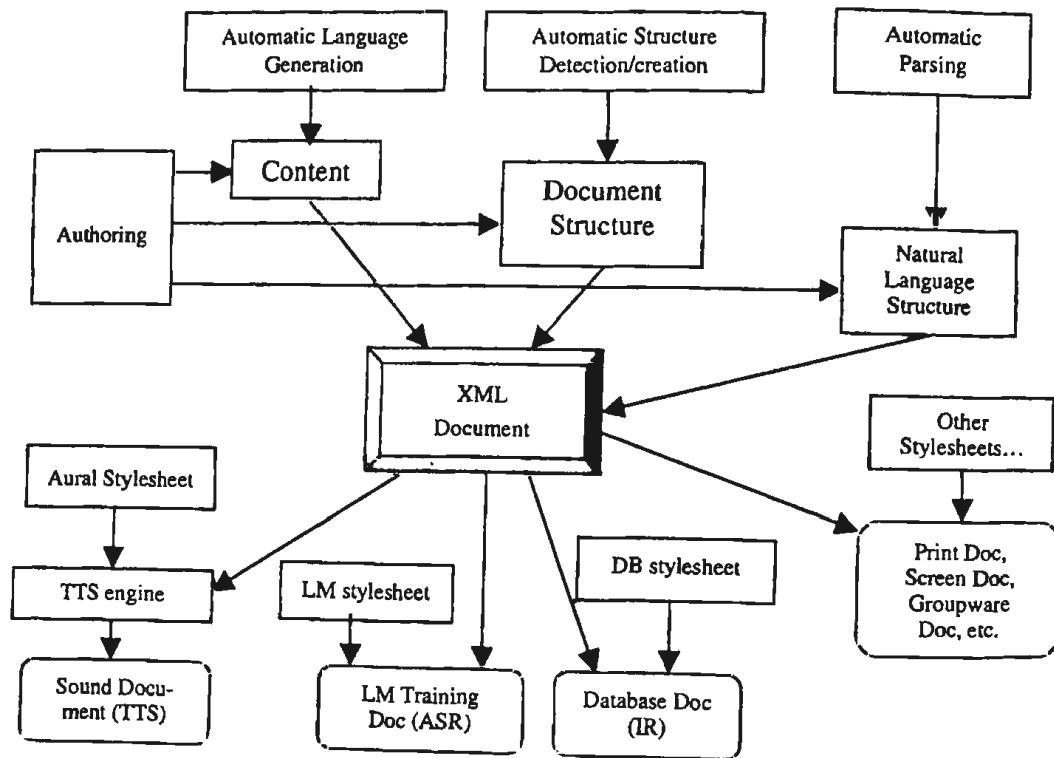 Automatic Language
Generation
Automatic Structure
Detection/creation
Automatic
Parsing
Content
Document
Structure
Authoring
Natural
Language
Structure
XML
Document
Other
Stylesheets...
Aural Stylesheet
Print Doc,
Screen Doc,
Groupware
Doc, etc.
DB stylesheet
TTS engine
LM stylesheet
Sound Docu-
ment (TTS)
LM Training
Doc (ASR)
Database Doc
(IR)